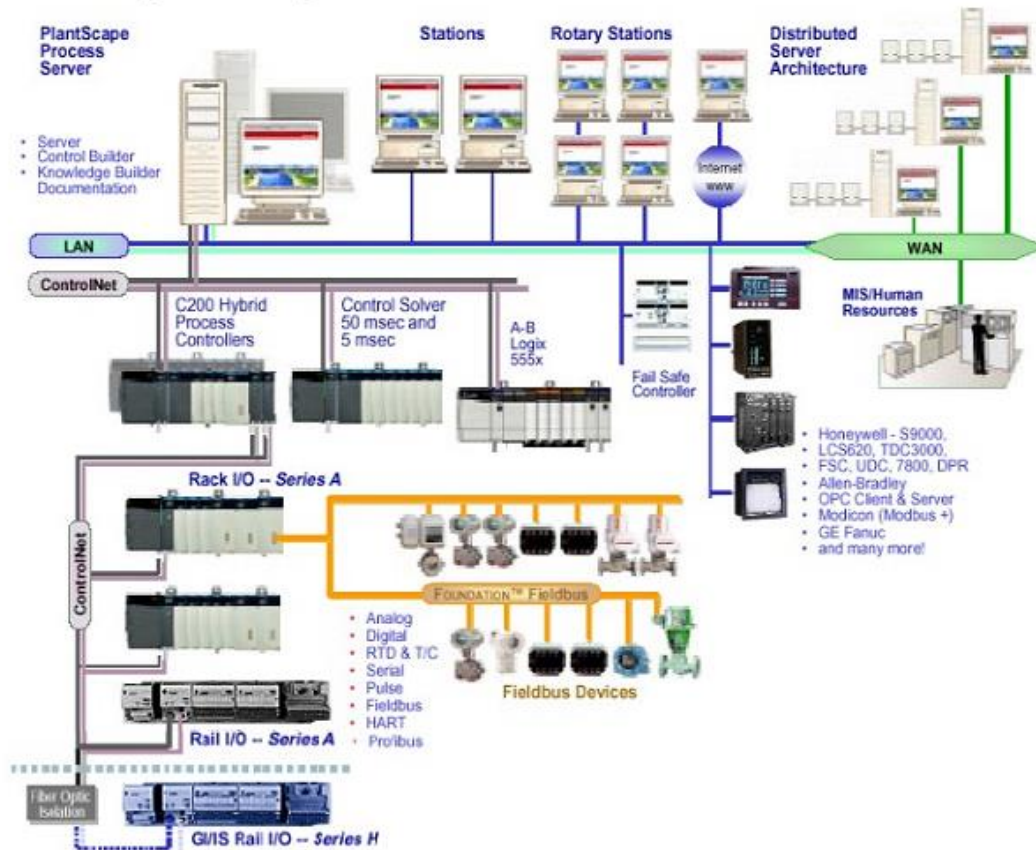 PlantScape
Process
Server
Stations
Rotary Stations
Distributed
Server
Architecture
• Server
• Control Builder
• Knowledge Builder
Documentation
Internet
www
LAN
WAN
ControlNet
C200 Hybrid
Process
Controllers
Control Solver
50 msec and
5 msec
A-B
Logix
555x
Fail Safe
Controller
MIS/Human
Resources
• Honeywell - S9000,
• LCS620, TDC3000,
• FSC, UDC, 7800, DPR
• Allen-Bradley
• OPC Client & Server
• Modicon (Modbus +)
• GE Fanuc
• and many more!
Rack I/O -- Series A
ControlNet
FOUNDATION™ Fieldbus
• Analog
• Digital
• RTD & T/C
• Serial
• Pulse
• Fieldbus
• HART
• Profibus
Fieldbus Devices
Rail I/O -- Series A
Fiber Optic
Isolation
GI/IS Rail I/O -- Series H